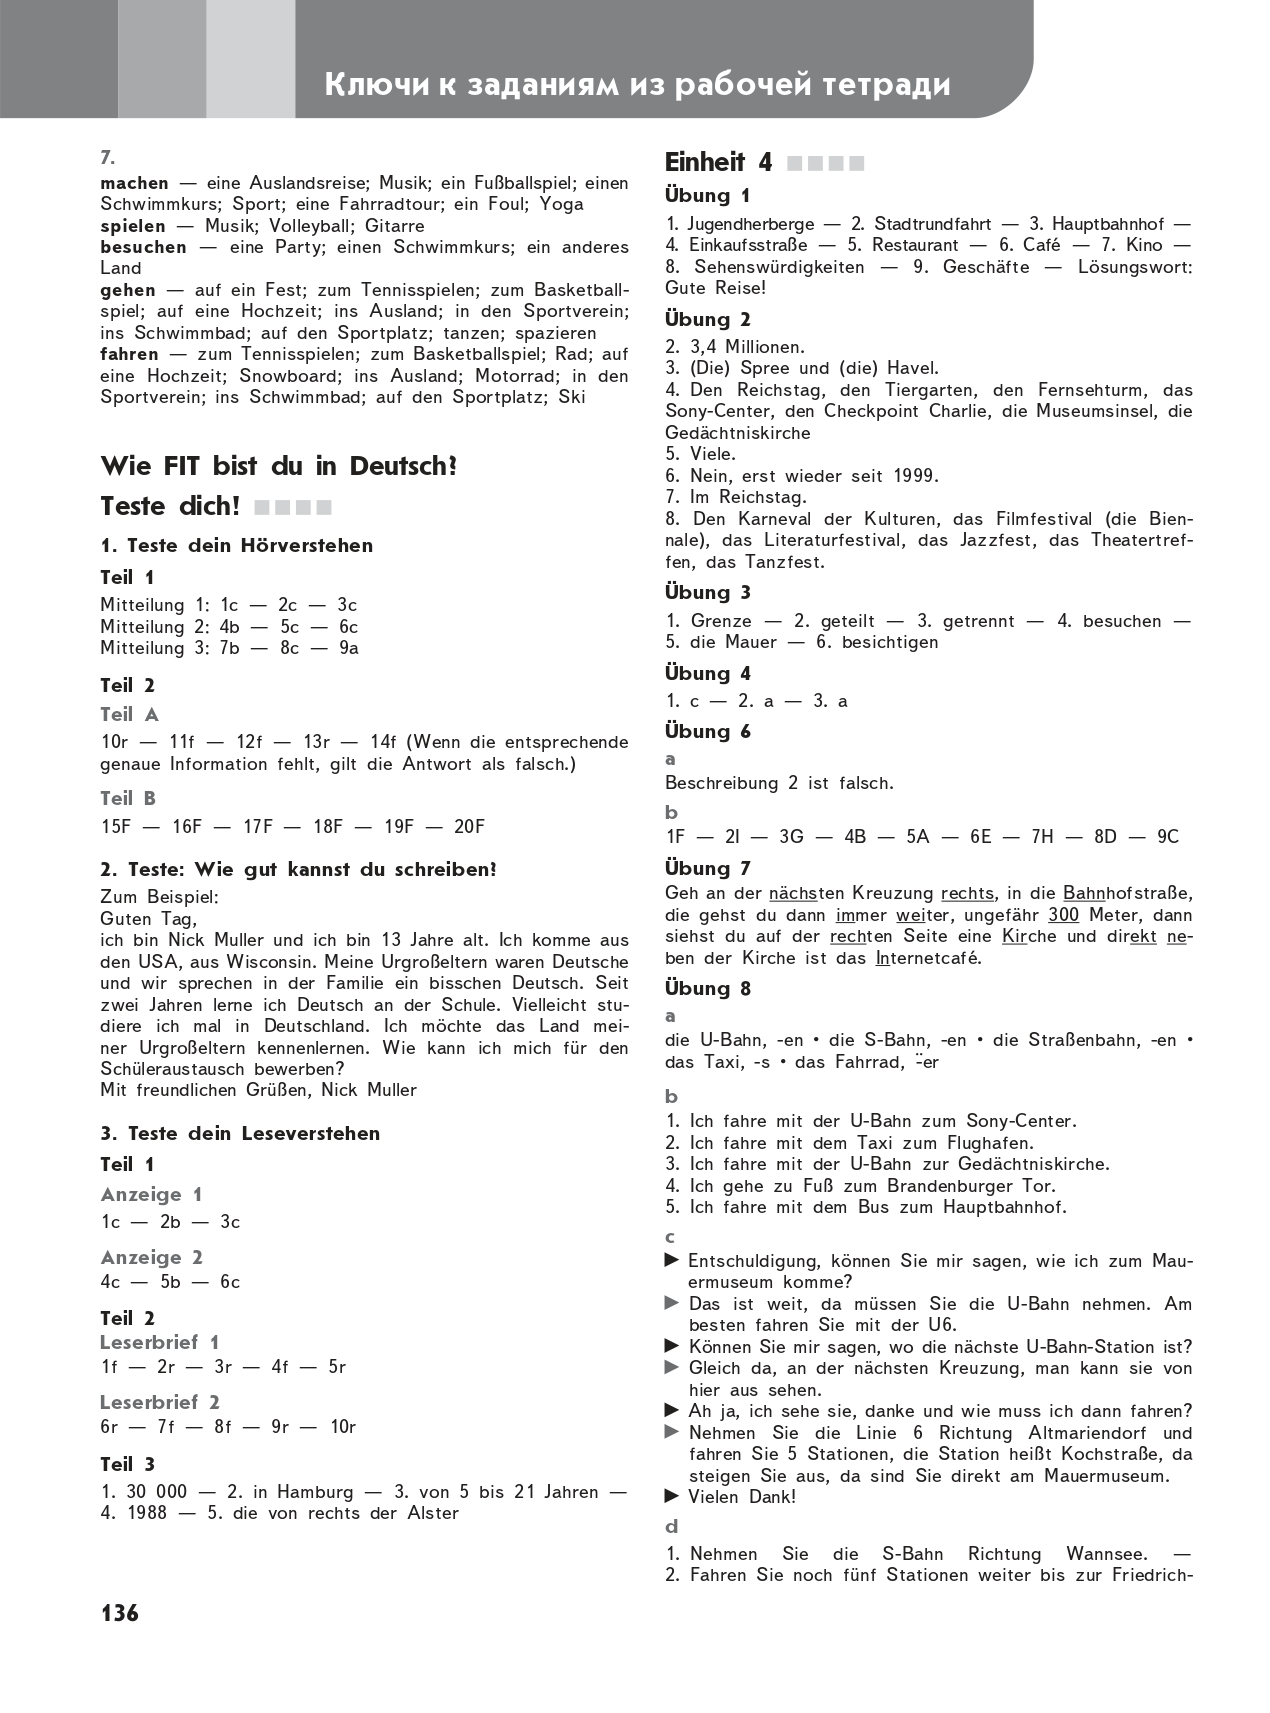 Ключи к заданиям из рабочей тетради
7.
machen — eine Auslandsreise; Musik; ein Fußballspiel; einen
Schwimmkurs; Sport; eine Fahrradtour; ein Foul; Yoga
spielen — Musik; Volleyball; Gitarre
besuchen — eine Party; einen Schwimmkurs; ein anderes
Land
gehen — auf ein Fest; zum Tennisspielen; zum Basketball-
spiel; auf eine Hochzeit; ins Ausland; in den Sportverein;
ins Schwimmbad; auf den Sportplatz; tanzen; spazieren
fahren — zum Tennisspielen; zum Basketballspiel; Rad; auf
eine Hochzeit; Snowboard; ins Ausland; Motorrad; in den
Sportverein; ins Schwimmbad; auf den Sportplatz; Ski
Wie FIT bist du in Deutsch?
Teste dich!
1. Teste dein Hörverstehen
Teil 1
Mitteilung 1: 1c — 2c — 3c
Mitteilung 2: 4b — 5c — 6c
Mitteilung 3: 7b — 8c — 9a
Teil 2
Teil A
10r — 11f — 12f — 13r — 14f (Wenn die entsprechende
genaue Information fehlt, gilt die Antwort als falsch.)
Teil B
15F — 16F — 17F — 18F — 19F — 20F
2. Teste: Wie gut kannst du schreiben?
Zum Beispiel:
Guten Tag,
ich bin Nick Muller und ich bin 13 Jahre alt. Ich komme aus
den USA, aus Wisconsin. Meine Urgroßeltern waren Deutsche
und wir sprechen in der Familie ein bisschen Deutsch. Seit
zwei Jahren lerne ich Deutsch an der Schule. Vielleicht stu-
diere ich mal in Deutschland. Ich möchte das Land mei-
ner Urgroßeltern kennenlernen. Wie kann ich mich für den
Schüleraustausch bewerben?
Mit freundlichen Grüßen, Nick Muller
3. Teste dein Leseverstehen
Teil 1
Anzeige 1
1c — 2b — 3c
Anzeige 2
4c — 5b — 6c
Teil 2
Leserbrief 1
1f — 2r — 3r — 4f — 5r
Leserbrief 2
6r — 7f — 8f — 9r — 10r
Teil 3
1. 30 000 — 2. in Hamburg — 3. von 5 bis 21 Jahren —
4. 1988 — 5. die von rechts der Alster
Einheit 4
Übung 1
1. Jugendherberge — 2. Stadtrundfahrt — 3. Hauptbahnhof —
4. Einkaufsstraße — 5. Restaurant — 6. Café — 7. Kino —
8. Sehenswürdigkeiten — 9. Geschäfte — Lösungswort:
Gute Reise!
Übung 2
2. 3,4 Millionen.
3. (Die) Spree und (die) Havel.
4. Den Reichstag, den Tiergarten, den Fernsehturm, das
Sony-Center, den Checkpoint Charlie, die Museumsinsel, die
Gedächtniskirche
5. Viele.
6. Nein, erst wieder seit 1999.
7. Im Reichstag.
8. Den Karneval der Kulturen, das Filmfestival (die Bien-
nale), das Literaturfestival, das Jazzfest, das Theatertref-
fen, das Tanzfest.
Übung 3
1. Grenze — 2. geteilt — 3. getrennt — 4. besuchen —
5. die Mauer — 6. besichtigen
Übung 4
1. c — 2. a — 3. a
Übung 6
a
Beschreibung 2 ist falsch.
b
1F — 2I — 3G — 4B — 5A — 6E — 7H — 8D — 9C
Übung 7
Geh an der nächsten Kreuzung rechts, in die Bahnhofstraße,
die gehst du dann immer weiter, ungefähr 300 Meter, dann
siehst du auf der rechten Seite eine Kirche und direkt ne-
ben der Kirche ist das Internetcafé.
Übung 8
a
die U-Bahn, -en • die S-Bahn, -en • die Straßenbahn, -en •
das Taxi, -s • das Fahrrad, -̈er
b
1. Ich fahre mit der U-Bahn zum Sony-Center.
2. Ich fahre mit dem Taxi zum Flughafen.
3. Ich fahre mit der U-Bahn zur Gedächtniskirche.
4. Ich gehe zu Fuß zum Brandenburger Tor.
5. Ich fahre mit dem Bus zum Hauptbahnhof.
c
▶ Entschuldigung, können Sie mir sagen, wie ich zum Mau-
ermuseum komme?
▶ Das ist weit, da müssen Sie die U-Bahn nehmen. Am
besten fahren Sie mit der U6.
▶ Können Sie mir sagen, wo die nächste U-Bahn-Station ist?
▶ Gleich da, an der nächsten Kreuzung, man kann sie von
hier aus sehen.
▶ Ah ja, ich sehe sie, danke und wie muss ich dann fahren?
▶ Nehmen Sie die Linie 6 Richtung Altmariendorf und
fahren Sie 5 Stationen, die Station heißt Kochstraße, da
steigen Sie aus, da sind Sie direkt am Mauermuseum.
▶ Vielen Dank!
d
1. Nehmen Sie die S-Bahn Richtung Wannsee. —
2. Fahren Sie noch fünf Stationen weiter bis zur Friedrich-
136